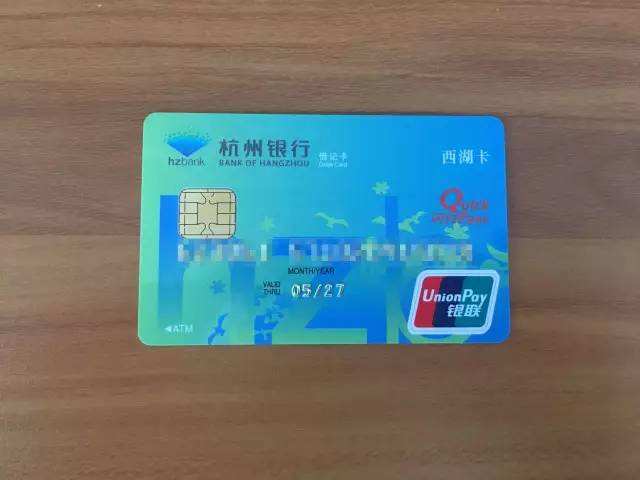 hzbank
杭州银行
BANK OF HANGZHOU
借记卡
Debit Card
西湖卡
Quick
Pass
MONTH/YEAR
VALID
THRU
05/27
UnionPay
银联
◁ATM